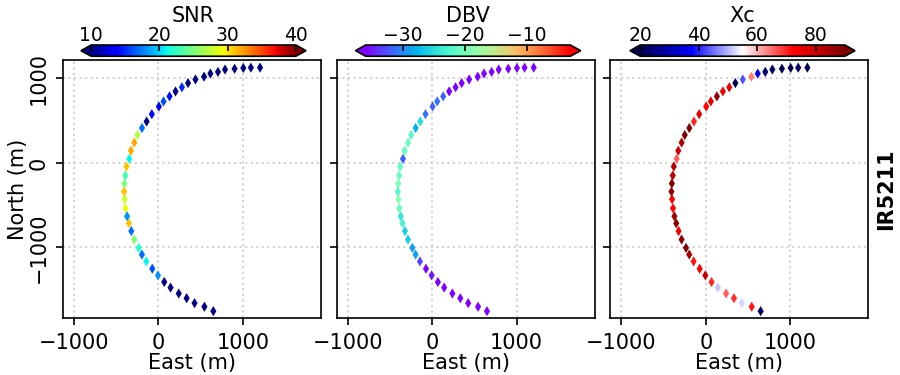 SNR DBV Xc
10 20 30 40 −30 −20 −10 20 40 60 80
1000
0
−1000
North (m)
IR5211
−1000 0 1000 −1000 0 1000 −1000 0 1000
East (m) East (m) East (m)